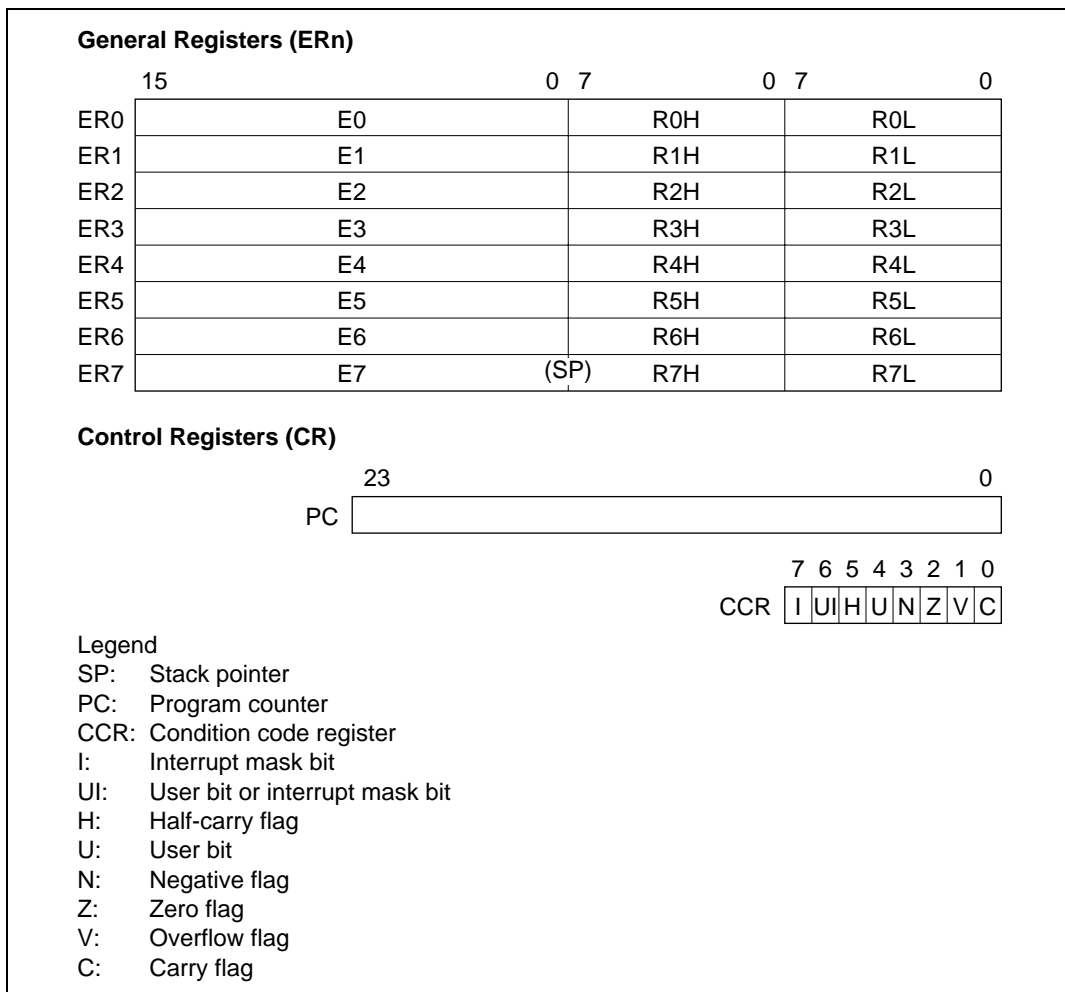 General Registers (ERn)
15 0 7 0 7 0
ER0 E0 R0H R0L
ER1 E1 R1H R1L
ER2 E2 R2H R2L
ER3 E3 R3H R3L
ER4 E4 R4H R4L
ER5 E5 R5H R5L
ER6 E6 R6H R6L
ER7 E7 (SP) R7H R7L
Control Registers (CR)
23 0
PC
7 6 5 4 3 2 1 0
CCR I UI H U N Z V C
Legend
SP: Stack pointer
PC: Program counter
CCR: Condition code register
I: Interrupt mask bit
UI: User bit or interrupt mask bit
H: Half-carry flag
U: User bit
N: Negative flag
Z: Zero flag
V: Overflow flag
C: Carry flag